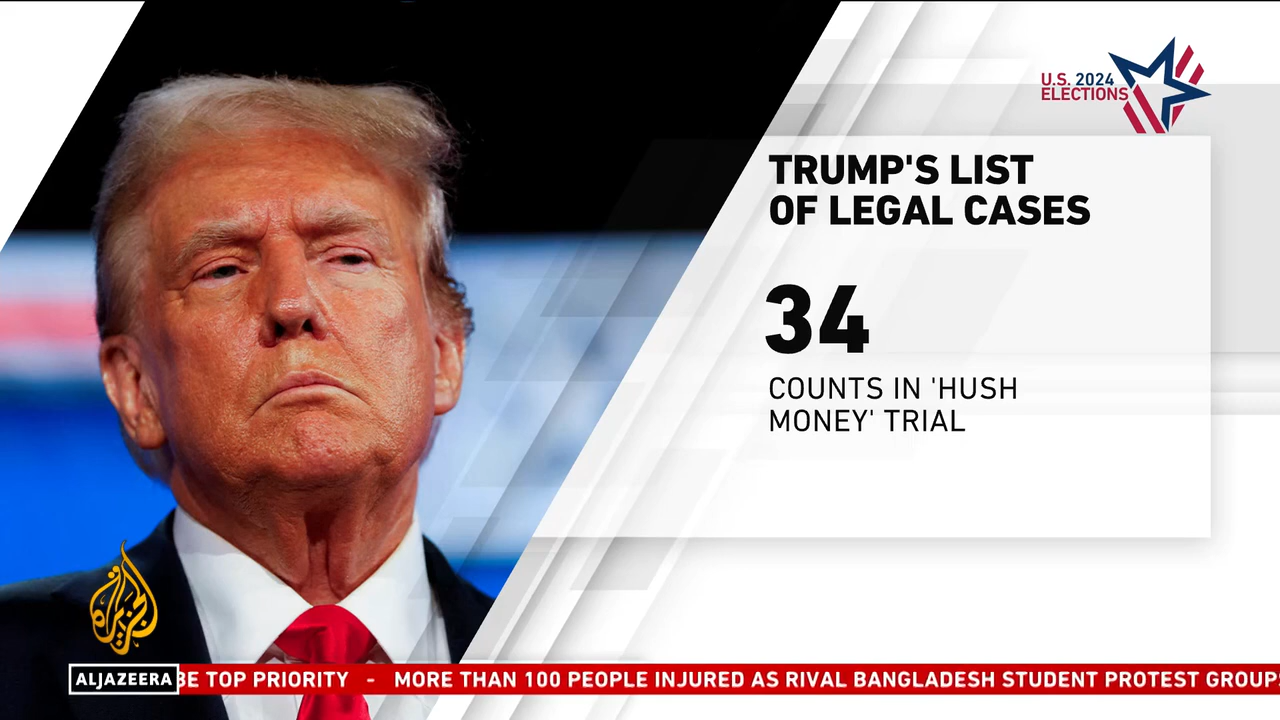 U.S. 2024
ELECTIONS
TRUMP'S LIST
OF LEGAL CASES
34
COUNTS IN 'HUSH
MONEY' TRIAL
الجزيرة
ALJAZEERA
BE TOP PRIORITY - MORE THAN 100 PEOPLE INJURED AS RIVAL BANGLADESH STUDENT PROTEST GROUPS